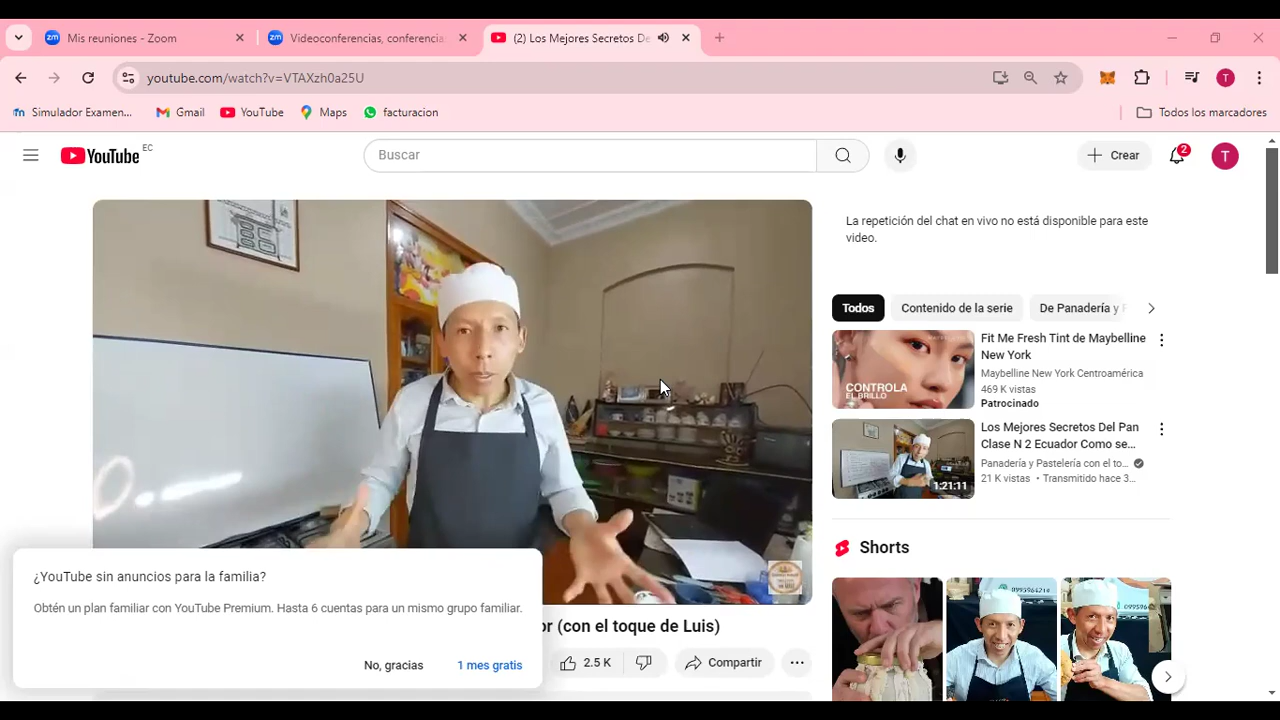 Mis reuniones - Zoom
Videoconferencias, conferencia
(2) Los Mejores Secretos De
youtube.com/watch?v=VTAXzh0a25U
T
Simulador Examen...
Gmail
YouTube
Maps
facturacion
Todos los marcadores
YouTube EC
Buscar
Crear
2
T
La repetición del chat en vivo no está disponible para este
video.
Todos
Contenido de la serie
De Panadería y
CONTROLA
EL BRILLO
Fit Me Fresh Tint de Maybelline
New York
Maybelline New York Centroamérica
469 K vistas
Patrocinado
1:21:11
Los Mejores Secretos Del Pan
Clase N 2 Ecuador Como se...
Panadería y Pastelería con el to...
21 K vistas • Transmitido hace 3...
Shorts
0995964214
¿YouTube sin anuncios para la familia?
Obtén un plan familiar con YouTube Premium. Hasta 6 cuentas para un mismo grupo familiar.
No, gracias
1 mes gratis
or (con el toque de Luis)
2.5 K
Compartir